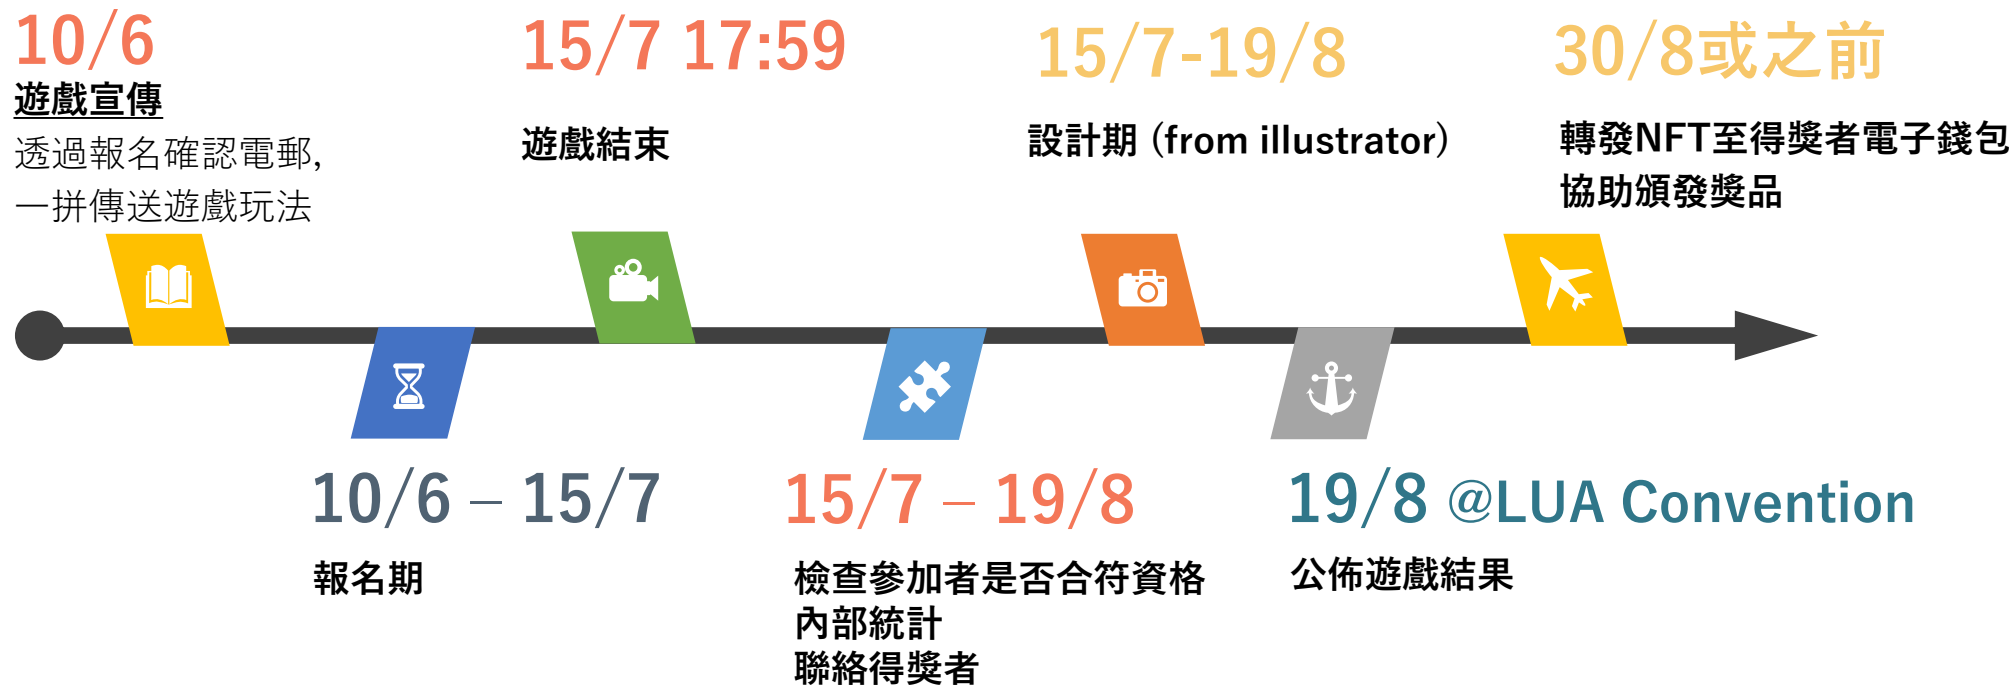 10/6
遊戲宣傳
透過報名確認電郵,
一拼傳送遊戲玩法
15/7 17:59
遊戲結束
15/7-19/8
設計期 (from illustrator)
30/8或之前
轉發NFT至得獎者電子錢包
協助頒發獎品
10/6 – 15/7
報名期
15/7 – 19/8
檢查參加者是否合符資格
內部統計
聯絡得獎者
19/8 @LUA Convention
公佈遊戲結果